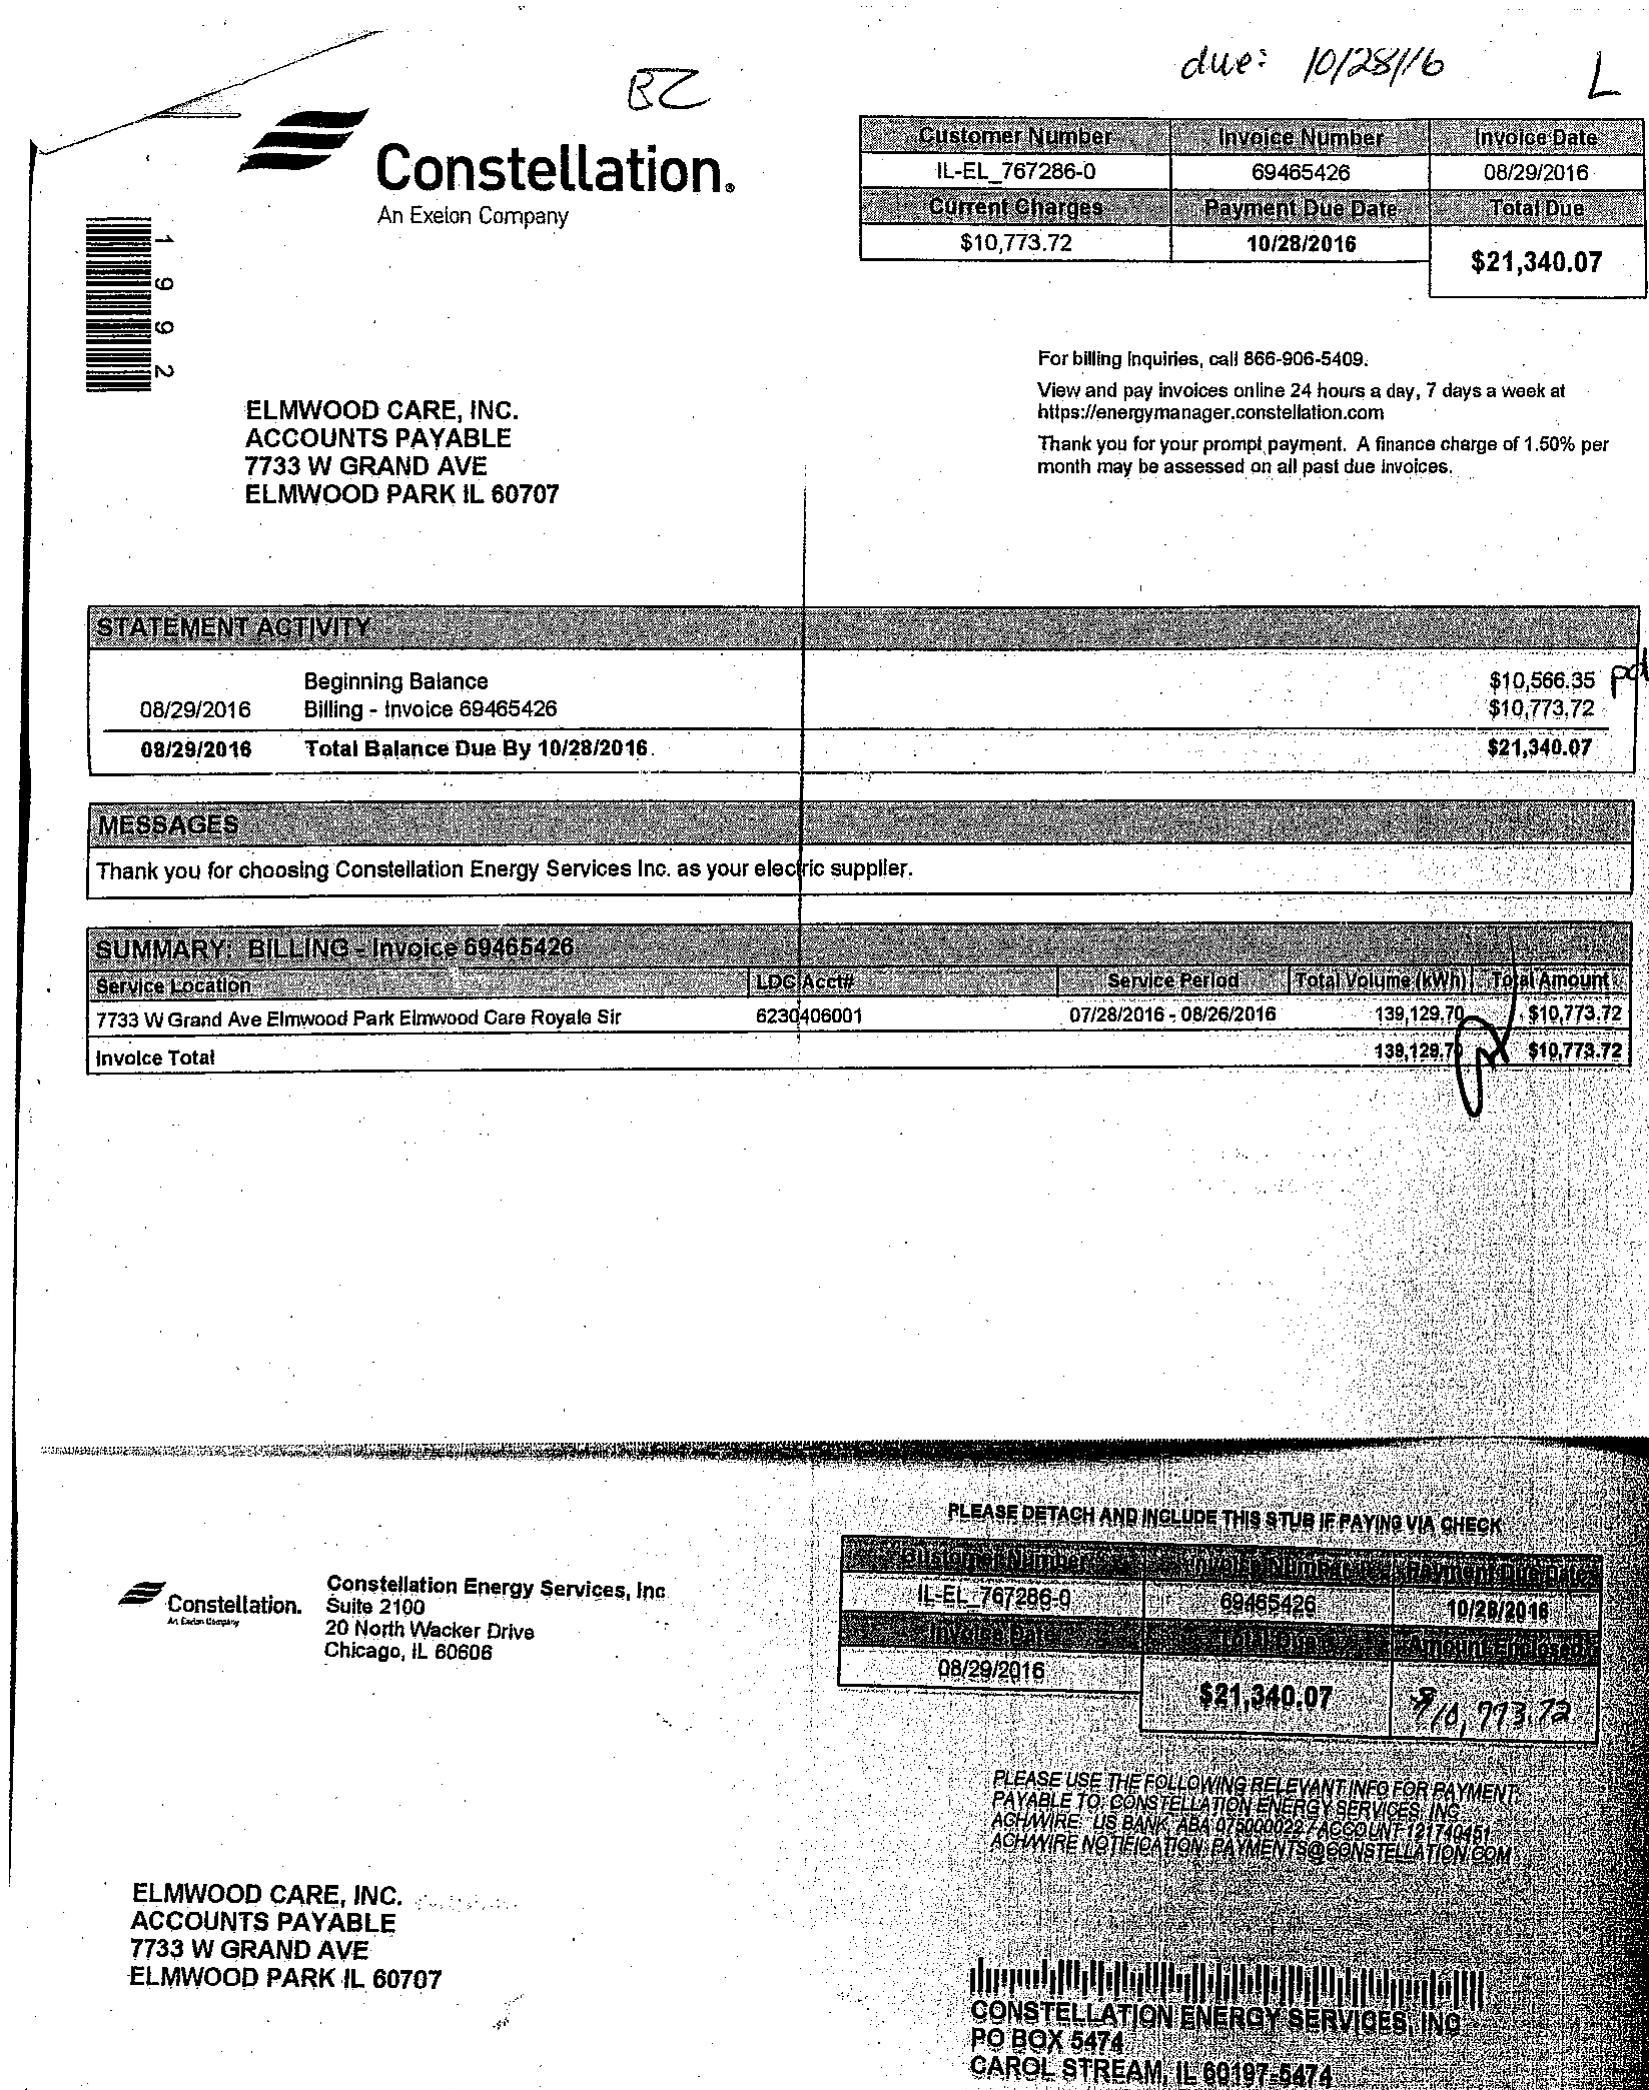 due: 10/28/16
BZ
L
Constellation.
An Exelon Company
Customer Number Invoice Number Invoice Date
IL-EL_767286-0 69465426 08/29/2016
Current Charges Payment Due Date Total Due
$10,773.72 10/28/2016 $21,340.07
1992
For billing inquiries, call 866-906-5409.
View and pay invoices online 24 hours a day, 7 days a week at
https://energymanager.constellation.com
Thank you for your prompt payment. A finance charge of 1.50% per
month may be assessed on all past due invoices.
ELMWOOD CARE, INC.
ACCOUNTS PAYABLE
7733 W GRAND AVE
ELMWOOD PARK IL 60707
STATEMENT ACTIVITY
Beginning Balance $10,566.35 pd
08/29/2016 Billing - Invoice 69465426 $10,773.72
08/29/2016 Total Balance Due By 10/28/2016 $21,340.07
MESSAGES
Thank you for choosing Constellation Energy Services Inc. as your electric supplier.
SUMMARY: BILLING - Invoice 69465426
Service Location LDC Acct# Service Period Total Volume (kWh) Total Amount
7733 W Grand Ave Elmwood Park Elmwood Care Royale Sir 6230406001 07/28/2016 - 08/26/2016 139,129.70 $10,773.72
Invoice Total 139,129.70 $10,773.72
PLEASE DETACH AND INCLUDE THIS STUB IF PAYING VIA CHECK
Constellation.
An Exelon Company
Constellation Energy Services, Inc
Suite 2100
20 North Wacker Drive
Chicago, IL 60606
Customer Number Invoice Number Payment Due Date
IL-EL_767286-0 69465426 10/28/2016
Invoice Date Total Due Amount Enclosed
08/29/2016 $21,340.07 $10,773.72
PLEASE USE THE FOLLOWING RELEVANT INFO FOR PAYMENT:
PAYABLE TO: CONSTELLATION ENERGY SERVICES, INC
ACH/WIRE: US BANK, ABA 075000022 / ACCOUNT 121740451
ACH/WIRE NOTIFICATION: PAYMENTS@CONSTELLATION.COM
ELMWOOD CARE, INC.
ACCOUNTS PAYABLE
7733 W GRAND AVE
ELMWOOD PARK IL 60707
CONSTELLATION ENERGY SERVICES, INC
PO BOX 5474
CAROL STREAM, IL 60197-5474